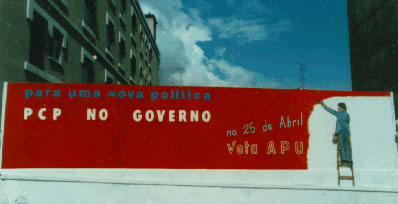 para uma nova política
PCP NO GOVERNO
no 25 de Abril
Vota APU